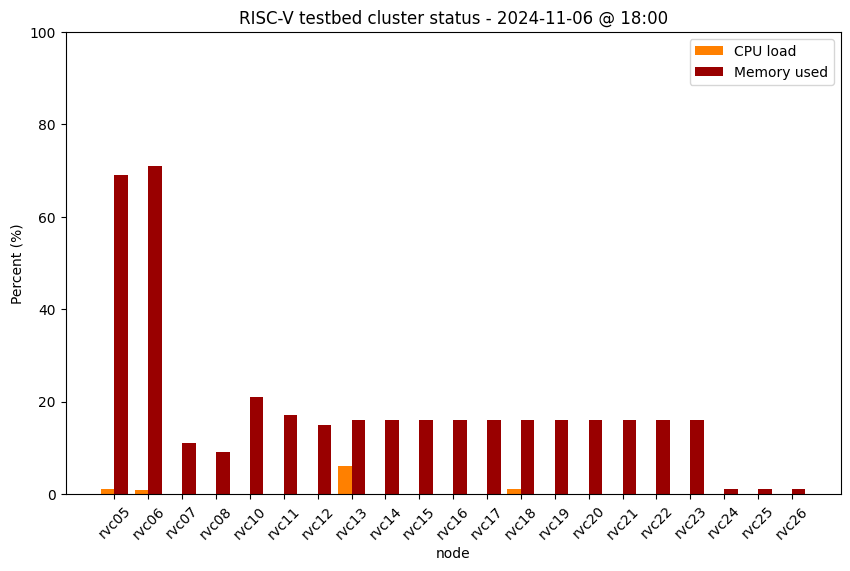 RISC-V testbed cluster status - 2024-11-06 @ 18:00
CPU load
Memory used
Percent (%)
100
80
60
40
20
0
rvc05
rvc06
rvc07
rvc08
rvc10
rvc11
rvc12
rvc13
rvc14
rvc15
rvc16
rvc17
rvc18
rvc19
rvc20
rvc21
rvc22
rvc23
rvc24
rvc25
rvc26
node